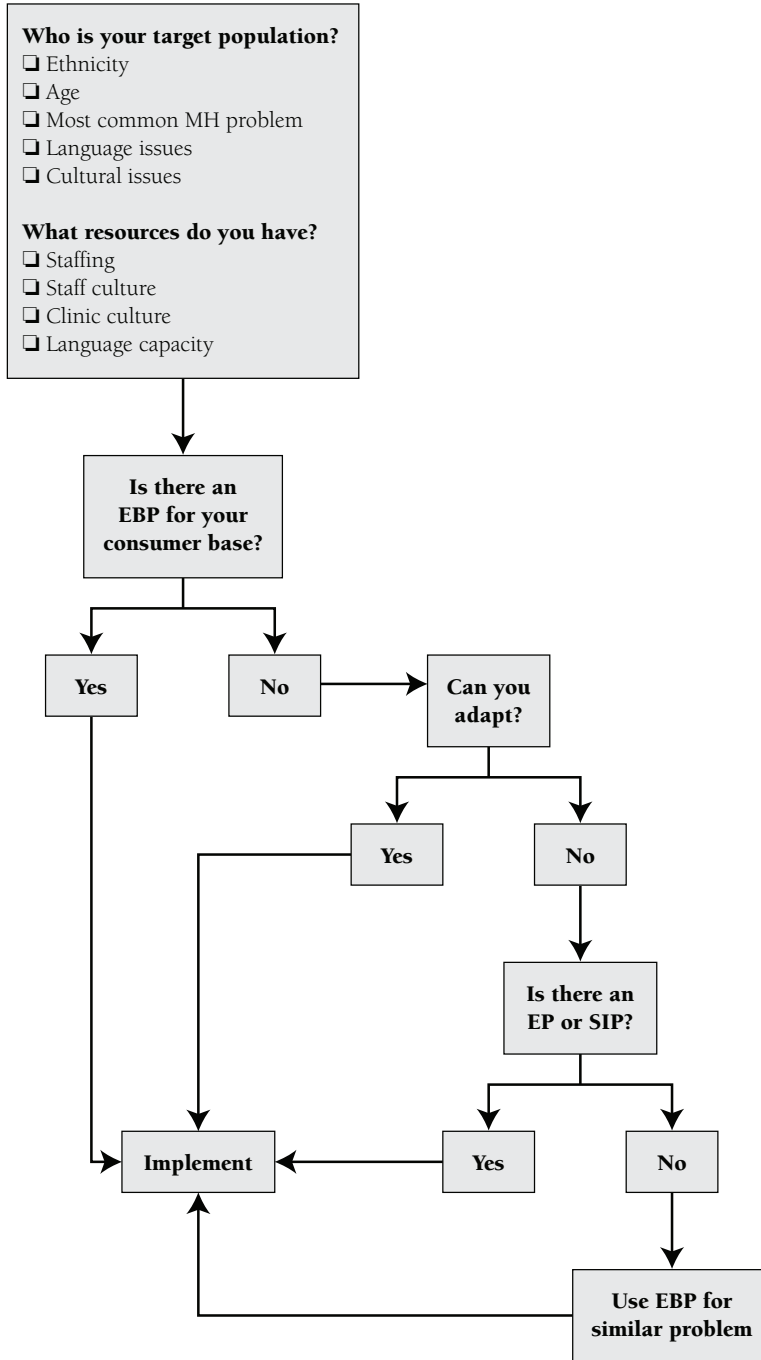 Who is your target population?
❏ Ethnicity
❏ Age
❏ Most common MH problem
❏ Language issues
❏ Cultural issues
What resources do you have?
❏ Staffing
❏ Staff culture
❏ Clinic culture
❏ Language capacity
Is there an
EBP for your
consumer base?
Yes
No
Can you
adapt?
Yes
No
Is there an
EP or SIP?
Implement
Yes
No
Use EBP for
similar problem